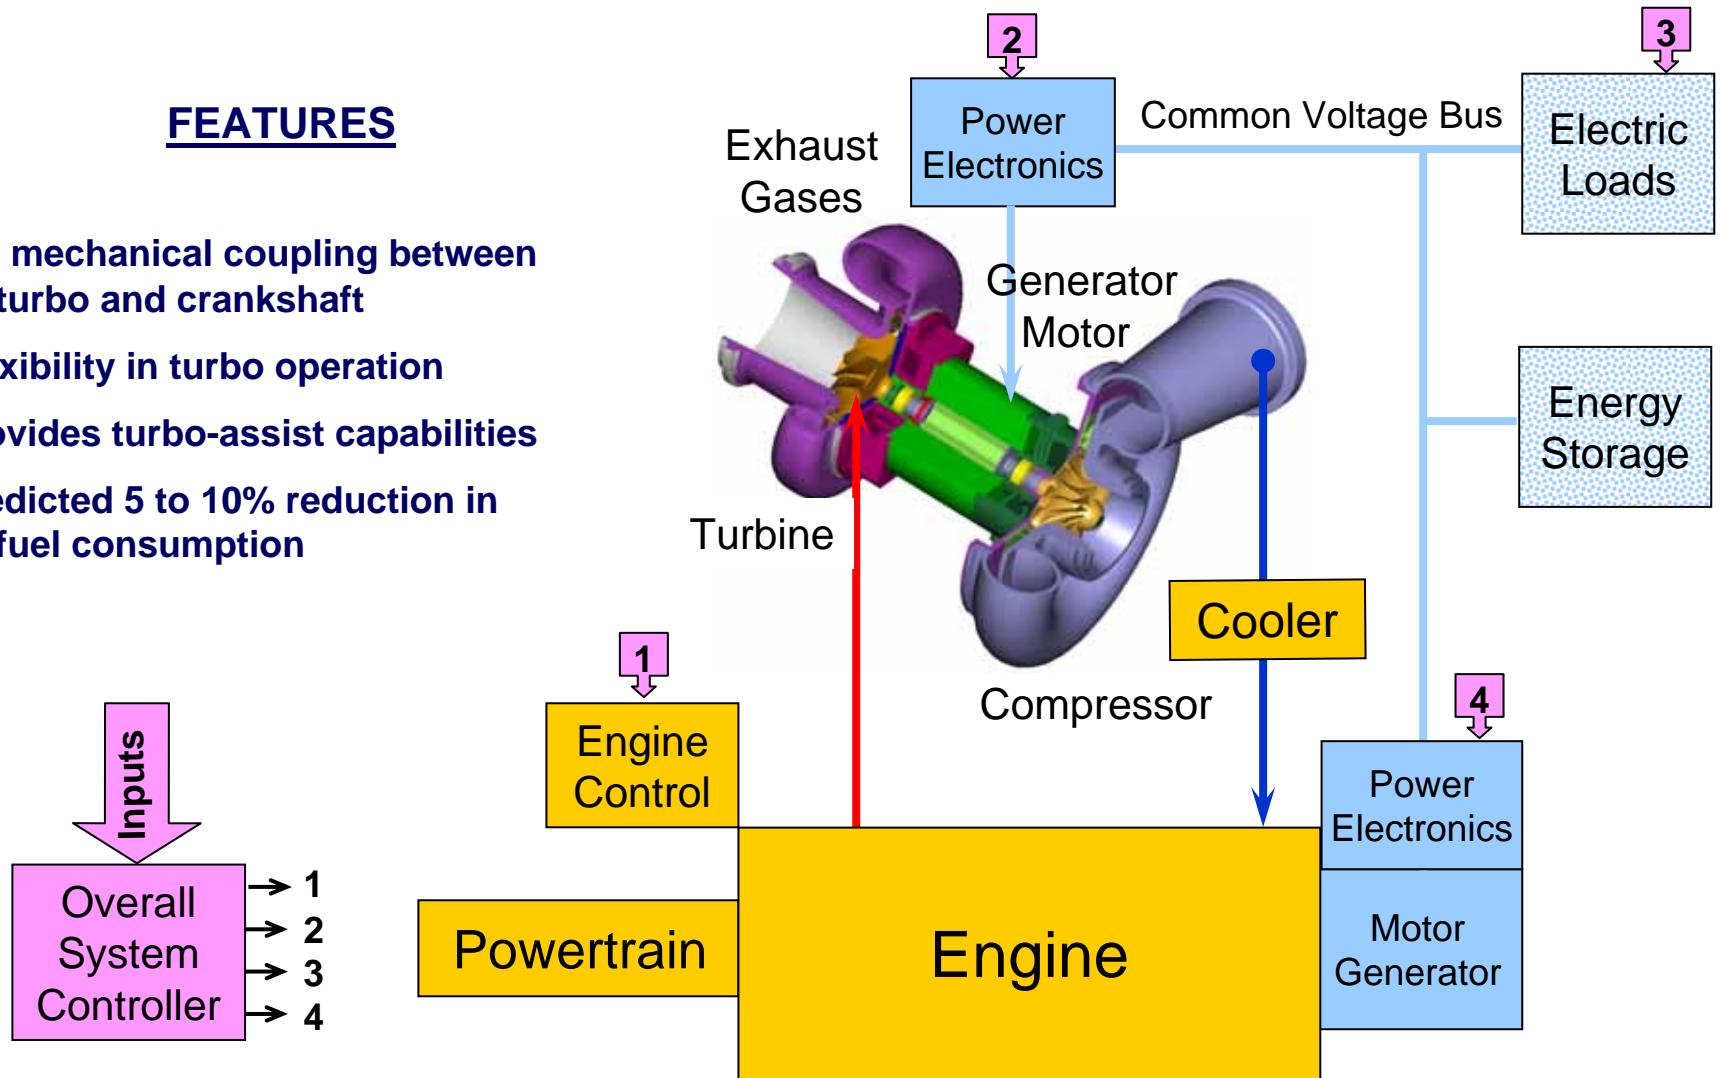 FEATURES
mechanical coupling between
turbo and crankshaft
xibility in turbo operation
ovides turbo-assist capabilities
edicted 5 to 10% reduction in
fuel consumption
Exhaust
Gases
2
Power
Electronics
Common Voltage Bus
3
Electric
Loads
Generator
Motor
Energy
Storage
Turbine
Cooler
Compressor
1
Engine
Control
4
Power
Electronics
Motor
Generator
Inputs
Overall
System
Controller
1
2
3
4
Powertrain
Engine